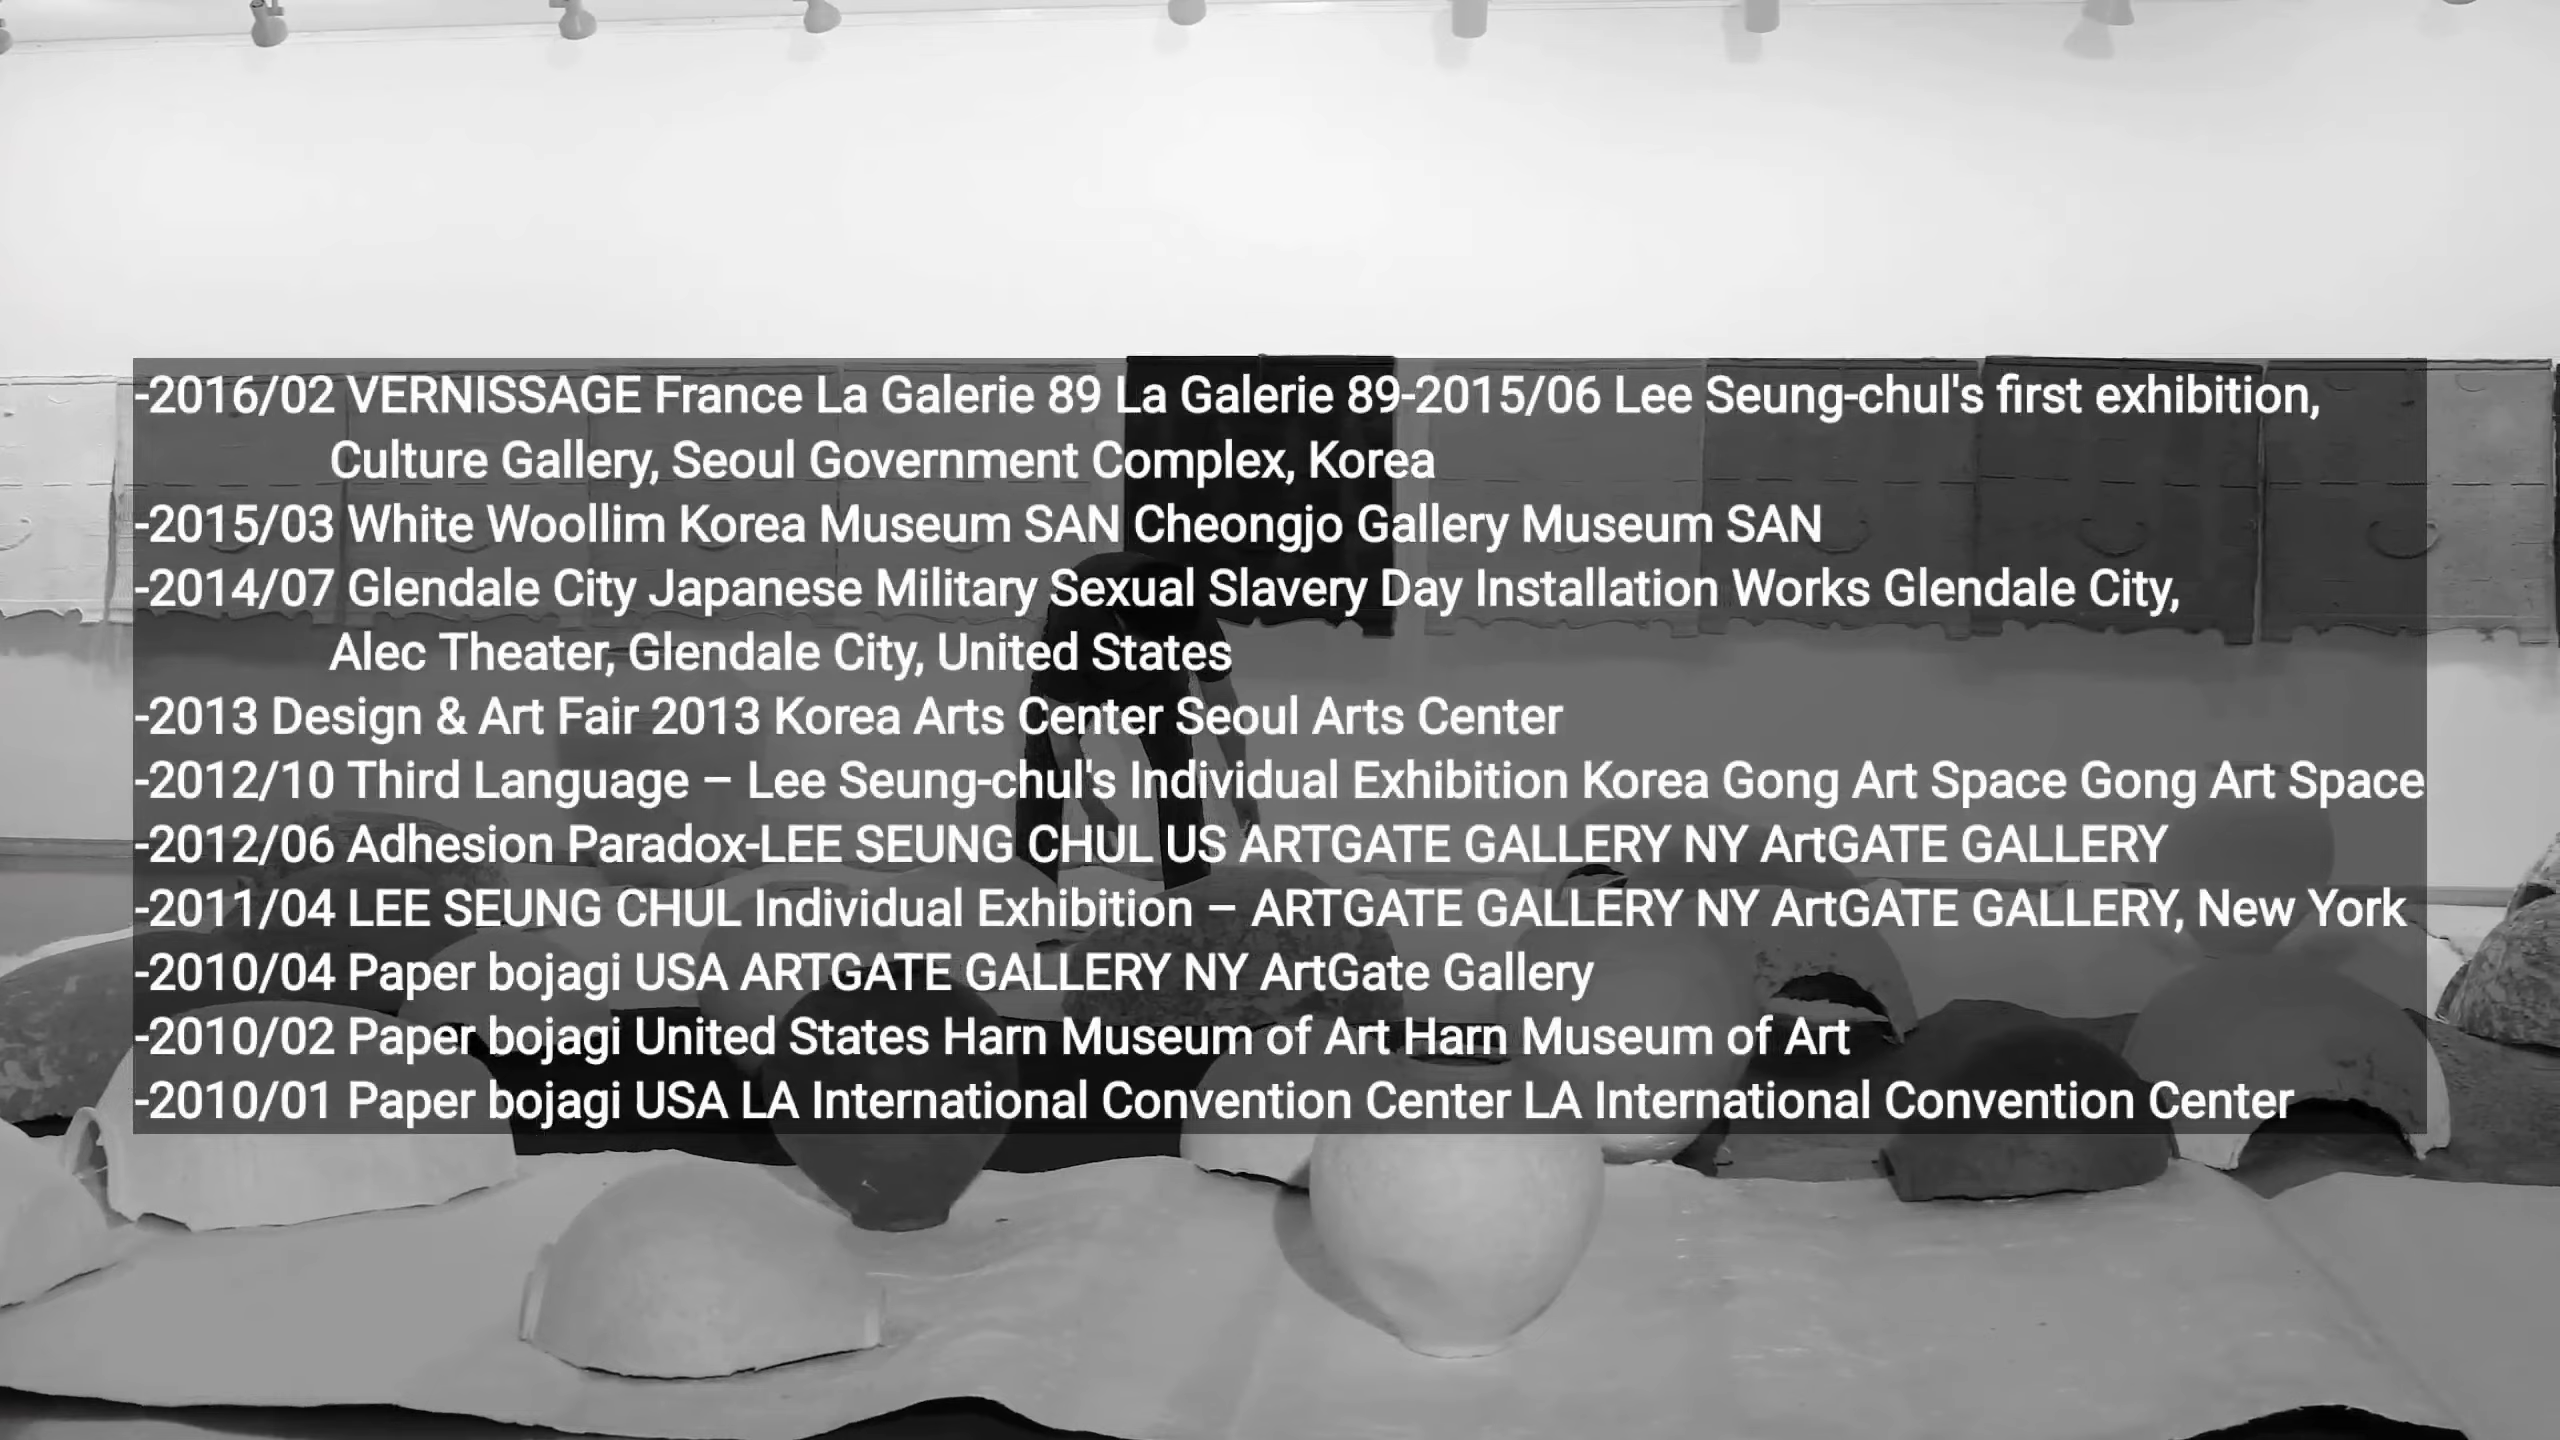 -2016/02 VERNISSAGE France La Galerie 89 La Galerie 89-2015/06 Lee Seung-chul's first exhibition,
Culture Gallery, Seoul Government Complex, Korea
-2015/03 White Woollim Korea Museum SAN Cheongjo Gallery Museum SAN
-2014/07 Glendale City Japanese Military Sexual Slavery Day Installation Works Glendale City,
Alec Theater, Glendale City, United States
-2013 Design & Art Fair 2013 Korea Arts Center Seoul Arts Center
-2012/10 Third Language – Lee Seung-chul's Individual Exhibition Korea Gong Art Space Gong Art Space
-2012/06 Adhesion Paradox-LEE SEUNG CHUL US ARTGATE GALLERY NY ArtGATE GALLERY
-2011/04 LEE SEUNG CHUL Individual Exhibition – ARTGATE GALLERY NY ArtGATE GALLERY, New York
-2010/04 Paper bojagi USA ARTGATE GALLERY NY ArtGate Gallery
-2010/02 Paper bojagi United States Harn Museum of Art Harn Museum of Art
-2010/01 Paper bojagi USA LA International Convention Center LA International Convention Center